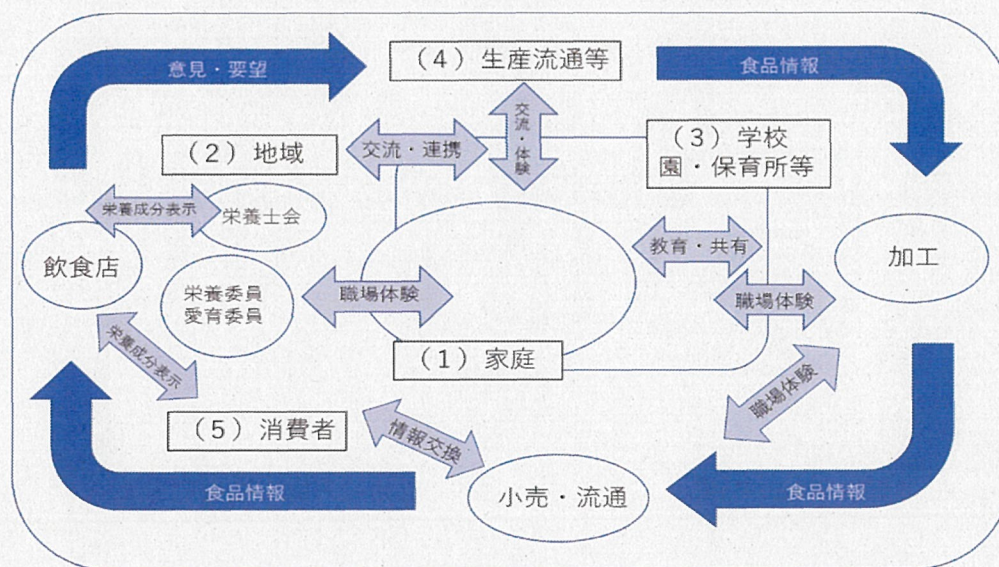 意見・要望
(4)生産流通等
食品情報
交流・体験
(2)地域
交流・連携
(3)学校
園・保育所等
栄養成分表示
栄養士会
教育・共有
加工
飲食店
栄養委員
愛育委員
職場体験
職場体験
(1)家庭
栄養成分表示
職場体験
(5)消費者
情報交換
食品情報
小売・流通
食品情報